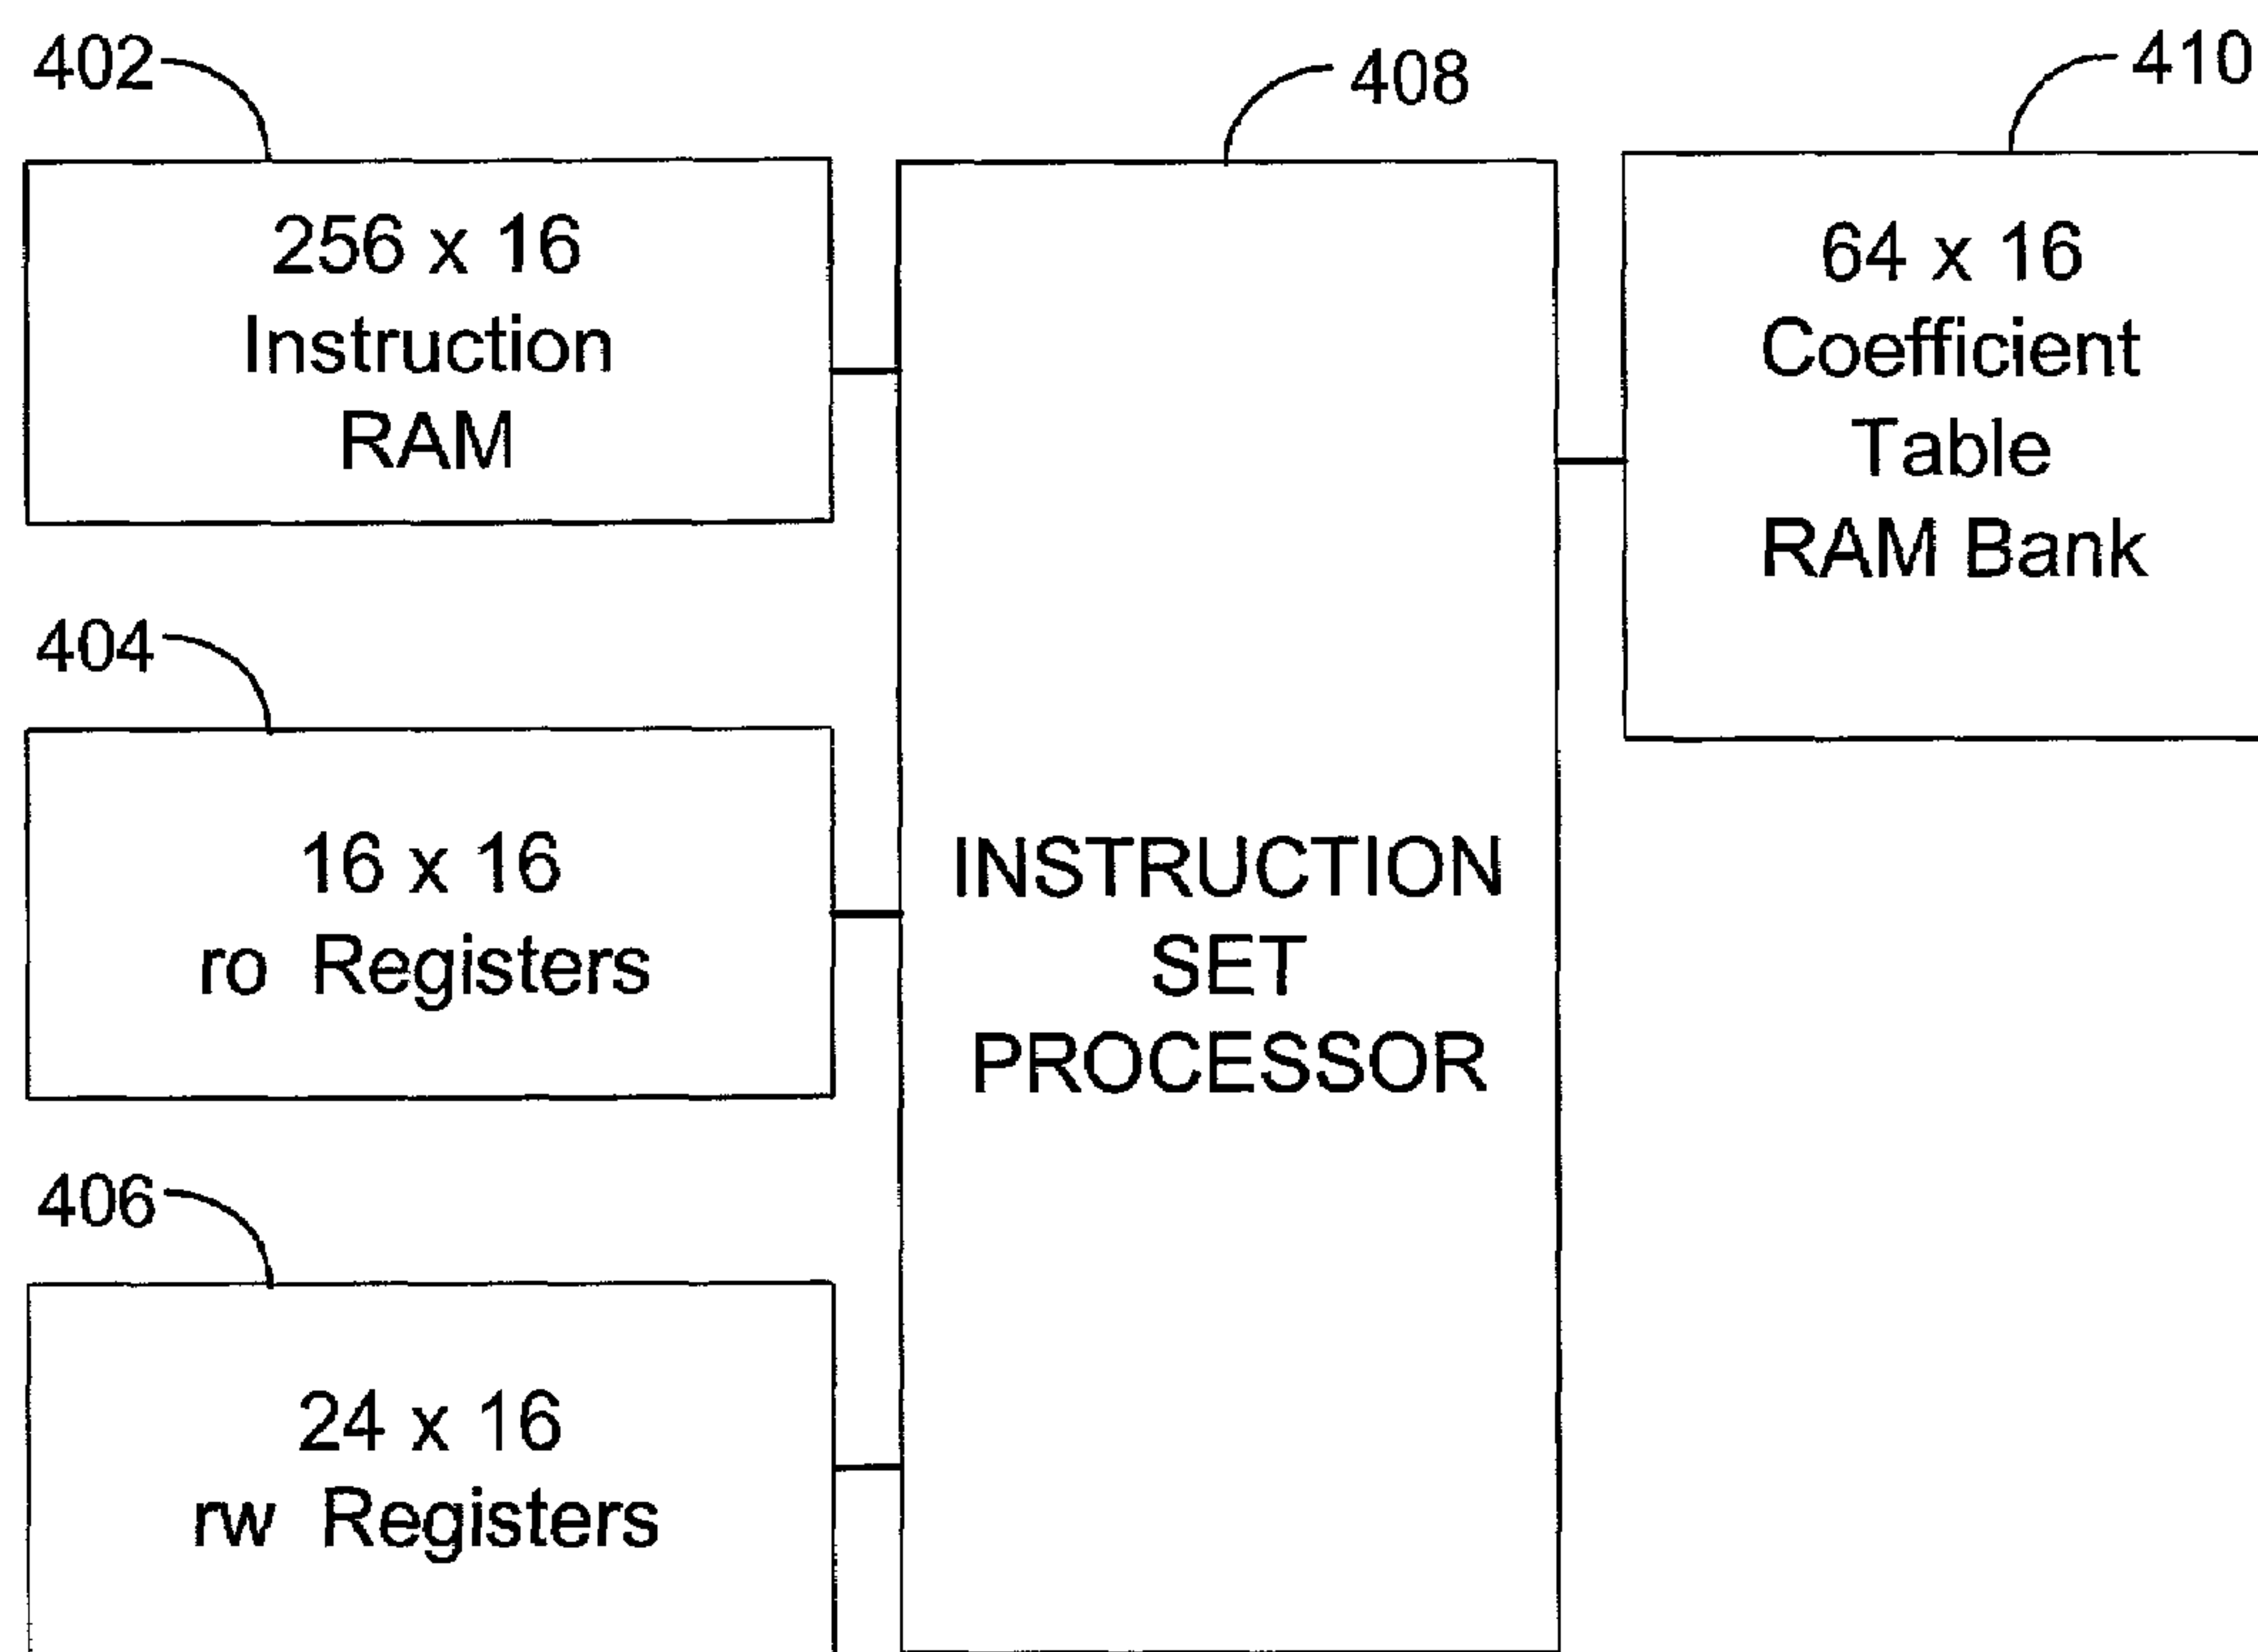 402
256 x 16
Instruction
RAM
404
16 x 16
ro Registers
406
24 x 16
rw Registers
408
INSTRUCTION
SET
PROCESSOR
410
64 x 16
Coefficient
Table
RAM Bank